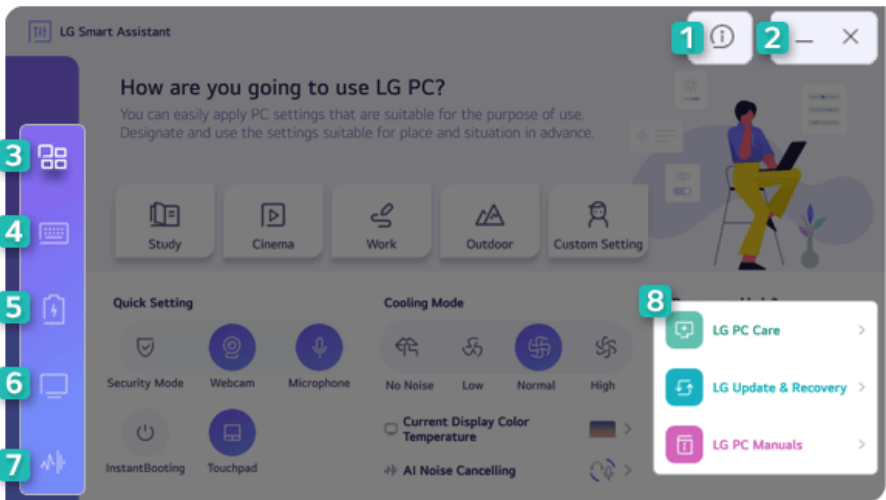 LG Smart Assistant
1
2
How are you going to use LG PC?
You can easily apply PC settings that are suitable for the purpose of use.
Designate and use the settings suitable for place and situation in advance.
3
4
5
6
7
Study
Cinema
Work
Outdoor
Custom Setting
Quick Setting
Security Mode
Webcam
Microphone
InstantBooting
Touchpad
Cooling Mode
No Noise
Low
Normal
High
Current Display Color
Temperature
AI Noise Cancelling
8
LG PC Care
LG Update & Recovery
LG PC Manuals